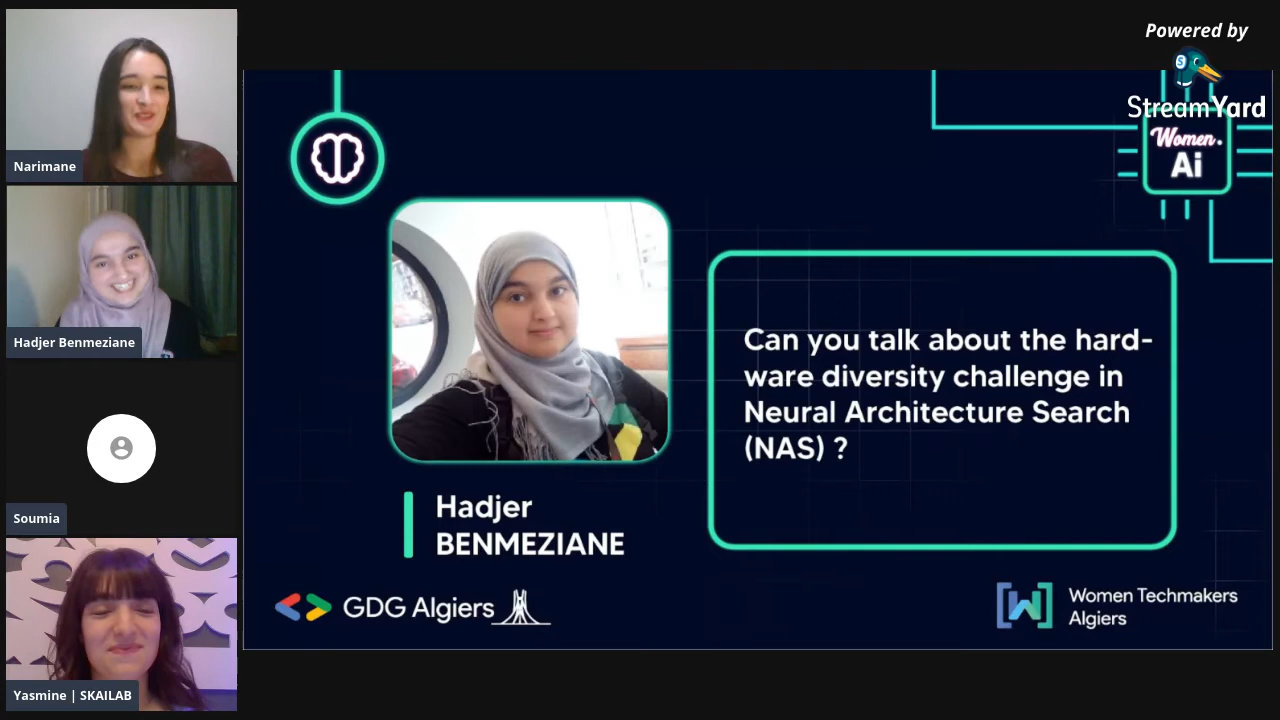 Powered by
StreamYard
Women.
Ai
Narimane
Hadjer Benmeziane
Soumia
Yasmine | SKAILAB
Can you talk about the hard-
ware diversity challenge in
Neural Architecture Search
(NAS) ?
Hadjer
BENMEZIANE
GDG Algiers
Women Techmakers
Algiers